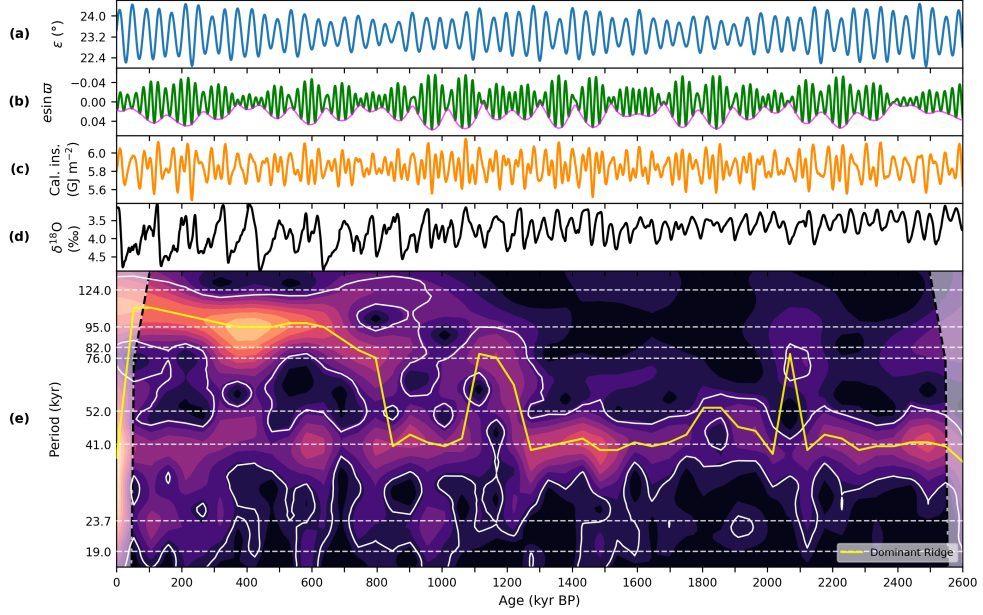 (a)
ε (°)
24.0
23.2
22.4
(b)
esinϖ
−0.04
0.00
0.04
(c)
Cal. ins.
(GJ m⁻²)
6.0
5.8
5.6
(d)
δ¹⁸O
(‰)
3.5
4.0
4.5
(e)
Period (kyr)
124.0
95.0
82.0
76.0
52.0
41.0
23.7
19.0
Dominant Ridge
0 200 400 600 800 1000 1200 1400 1600 1800 2000 2200 2400 2600
Age (kyr BP)